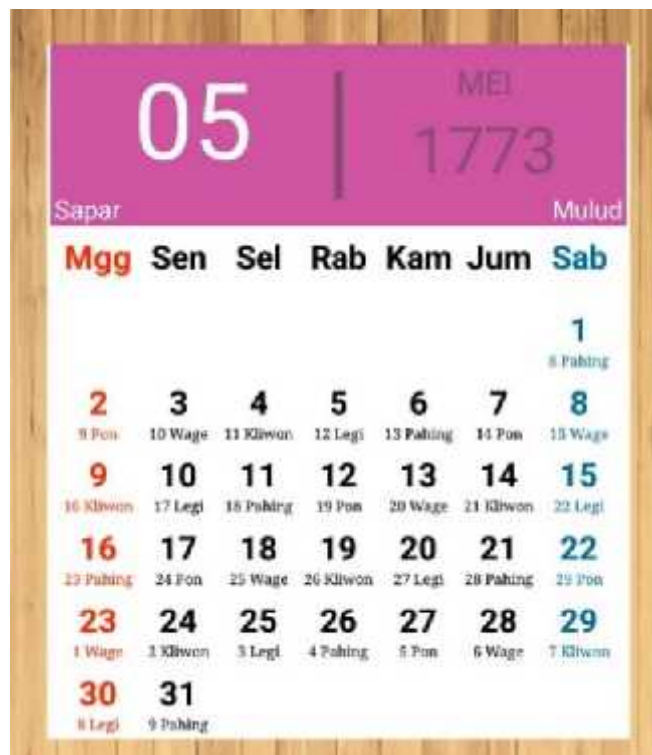 05 MEI
1773
Sapar Mulud
Mgg Sen Sel Rab Kam Jum Sab
1
8 Pahing
2 3 4 5 6 7 8
9 Pon 10 Wage 11 Kliwon 12 Legi 13 Pahing 14 Pon 15 Wage
9 10 11 12 13 14 15
16 Kliwon 17 Legi 18 Pahing 19 Pon 20 Wage 21 Kliwon 22 Legi
16 17 18 19 20 21 22
23 Pahing 24 Pon 25 Wage 26 Kliwon 27 Legi 28 Pahing 29 Pon
23 24 25 26 27 28 29
1 Wage 2 Kliwon 3 Legi 4 Pahing 5 Pon 6 Wage 7 Kliwon
30 31
8 Legi 9 Pahing